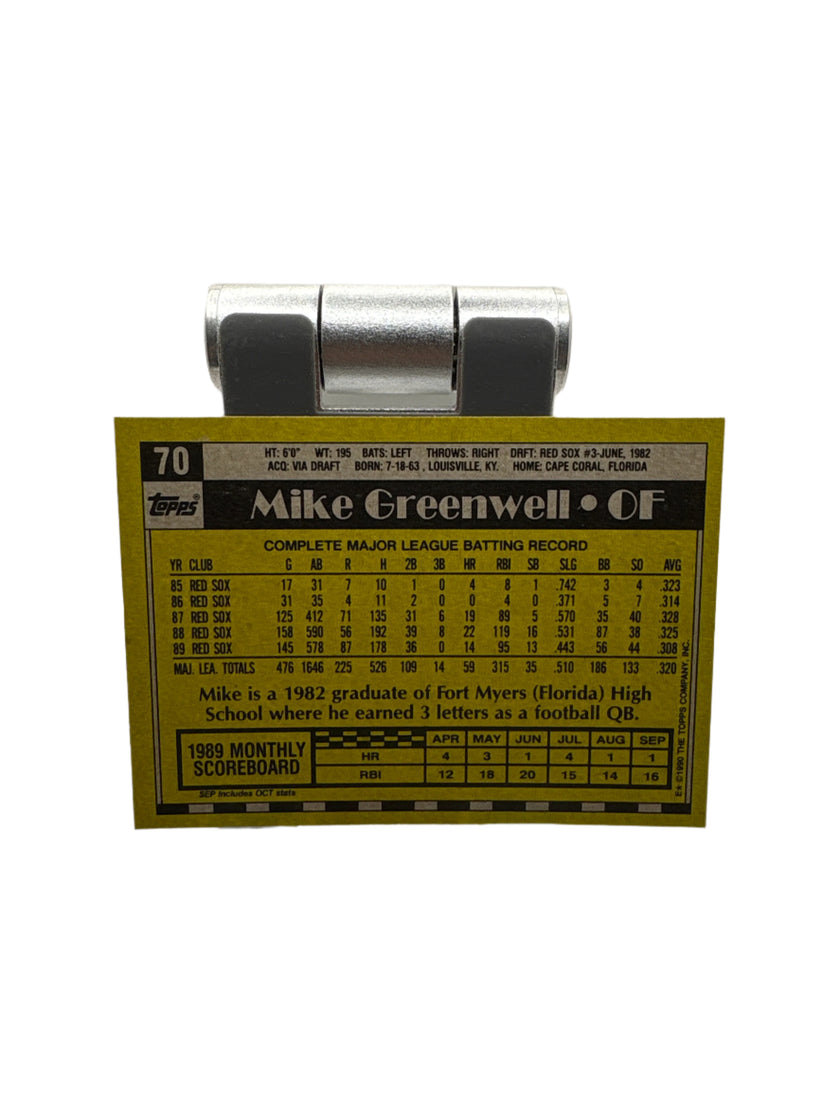 70
HT: 6'0" WT: 195 BATS: LEFT THROWS: RIGHT DRFT: RED SOX #3-JUNE, 1982
ACQ: VIA DRAFT BORN: 7-18-63, LOUISVILLE, KY. HOME: CAPE CORAL, FLORIDA
TOPPS®
Mike Greenwell • OF
COMPLETE MAJOR LEAGUE BATTING RECORD
YR CLUB G AB R H 2B 3B HR RBI SB SLG BB SO AVG
85 RED SOX 17 31 7 10 1 0 4 8 1 .742 3 4 .323
86 RED SOX 31 35 4 11 2 0 0 4 0 .371 5 7 .314
87 RED SOX 125 412 71 135 31 6 19 89 5 .570 35 40 .328
88 RED SOX 158 590 56 192 39 8 22 119 16 .531 87 38 .325
89 RED SOX 145 578 87 178 36 0 14 95 13 .443 56 44 .308
MAJ. LEA. TOTALS 476 1646 225 526 109 14 59 315 35 .510 186 133 .320
Mike is a 1982 graduate of Fort Myers (Florida) High
School where he earned 3 letters as a football QB.
1989 MONTHLY
SCOREBOARD
APR MAY JUN JUL AUG SEP
HR 4 3 1 4 1 1
RBI 12 18 20 15 14 16
SEP includes OCT stats
E* ©1990 THE TOPPS COMPANY, INC.